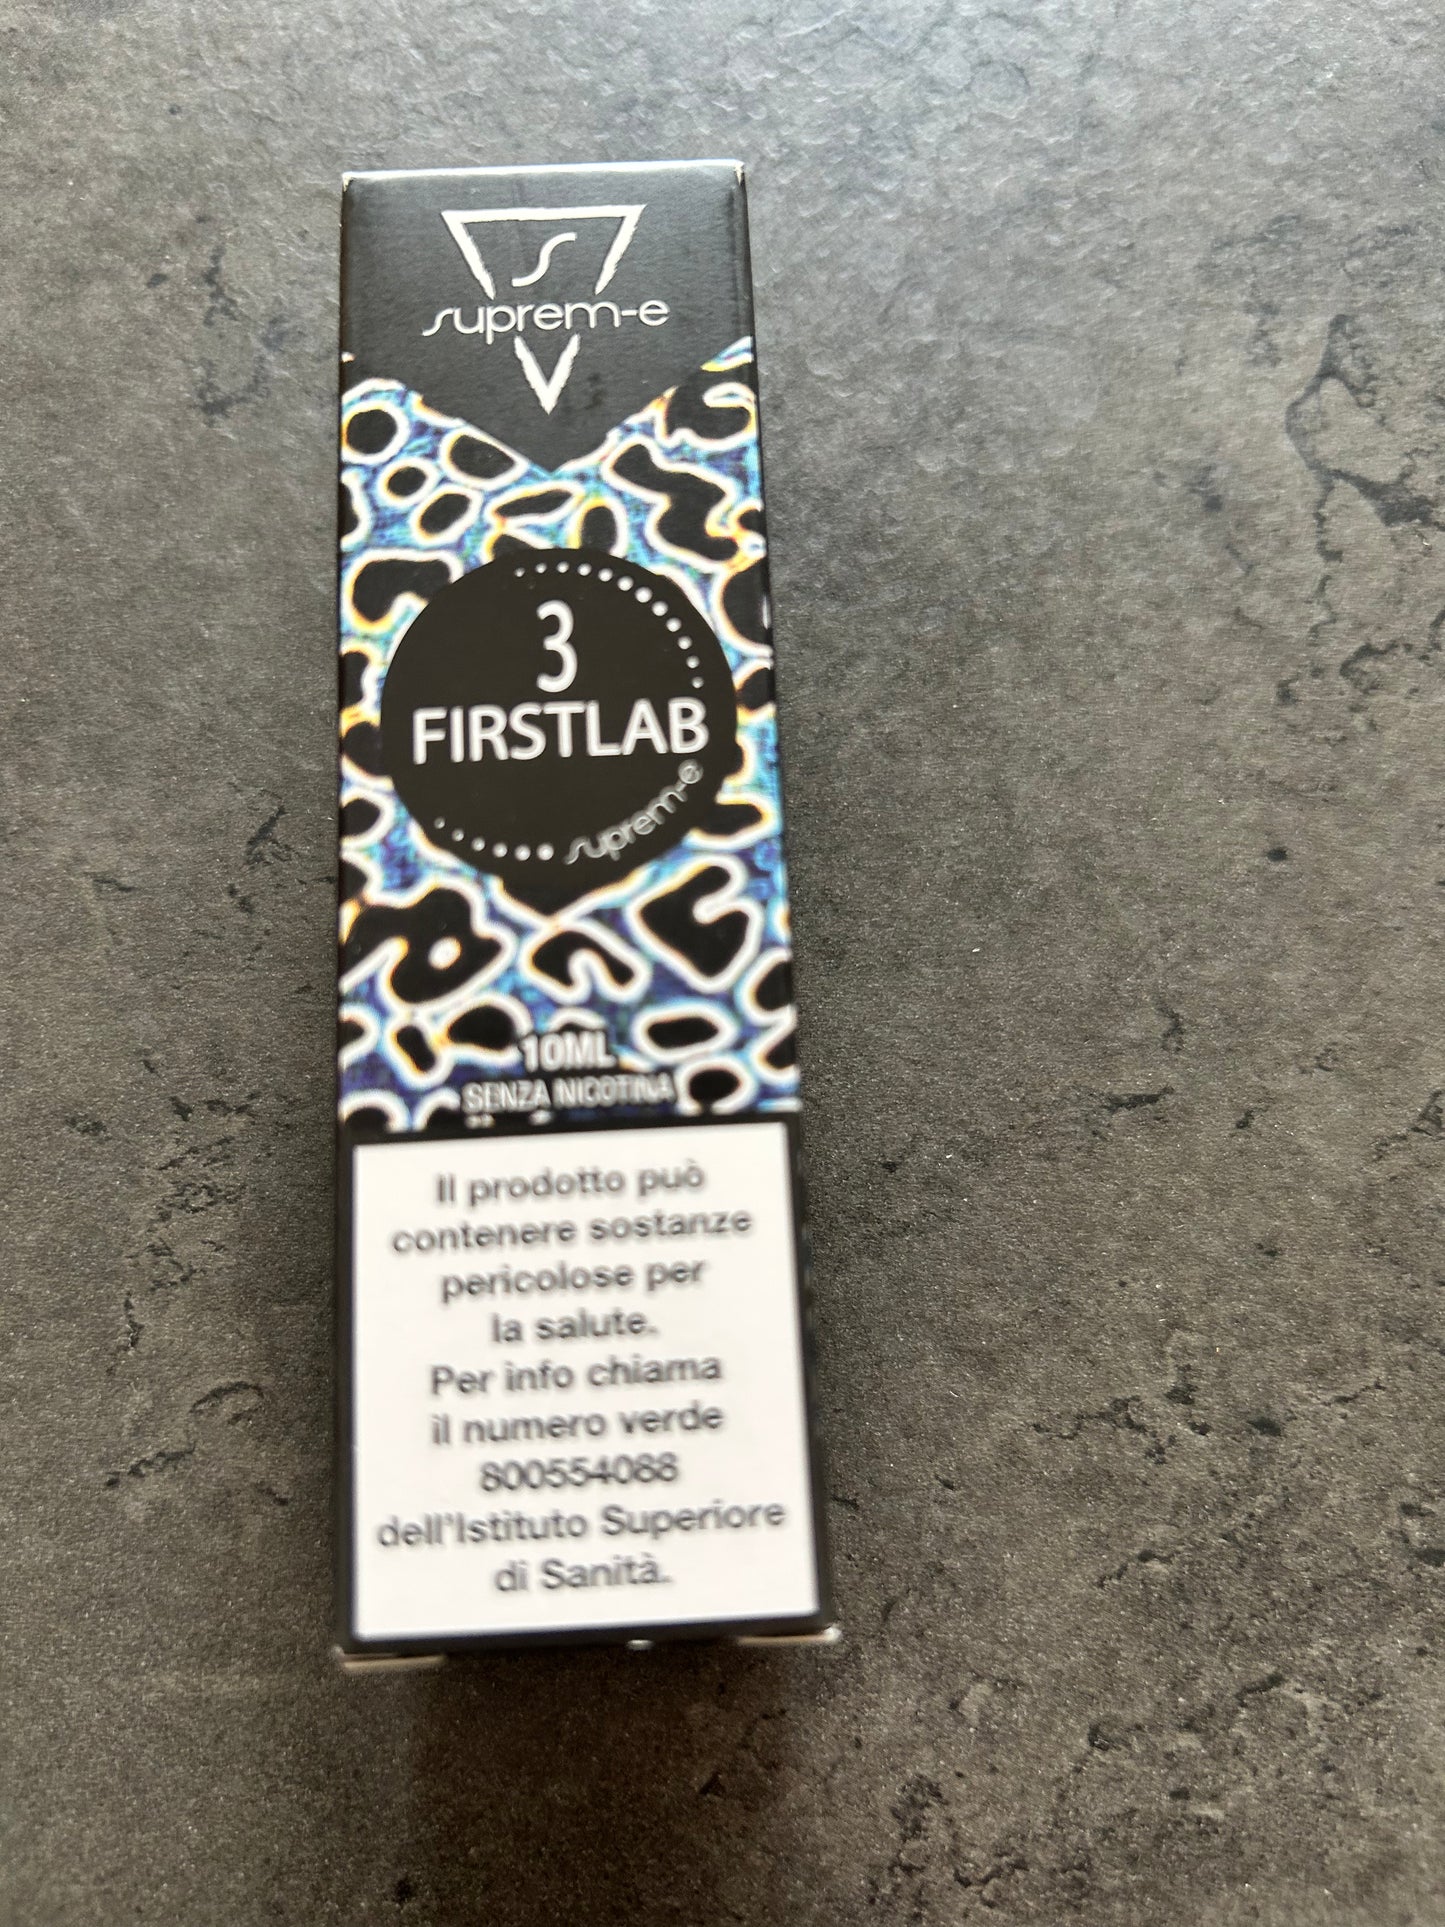 S
suprem-e
3
FIRSTLAB
suprem-e
10ML
SENZA NICOTINA
Il prodotto può
contenere sostanze
pericolose per
la salute.
Per info chiama
il numero verde
800554088
dell'Istituto Superiore
di Sanità.